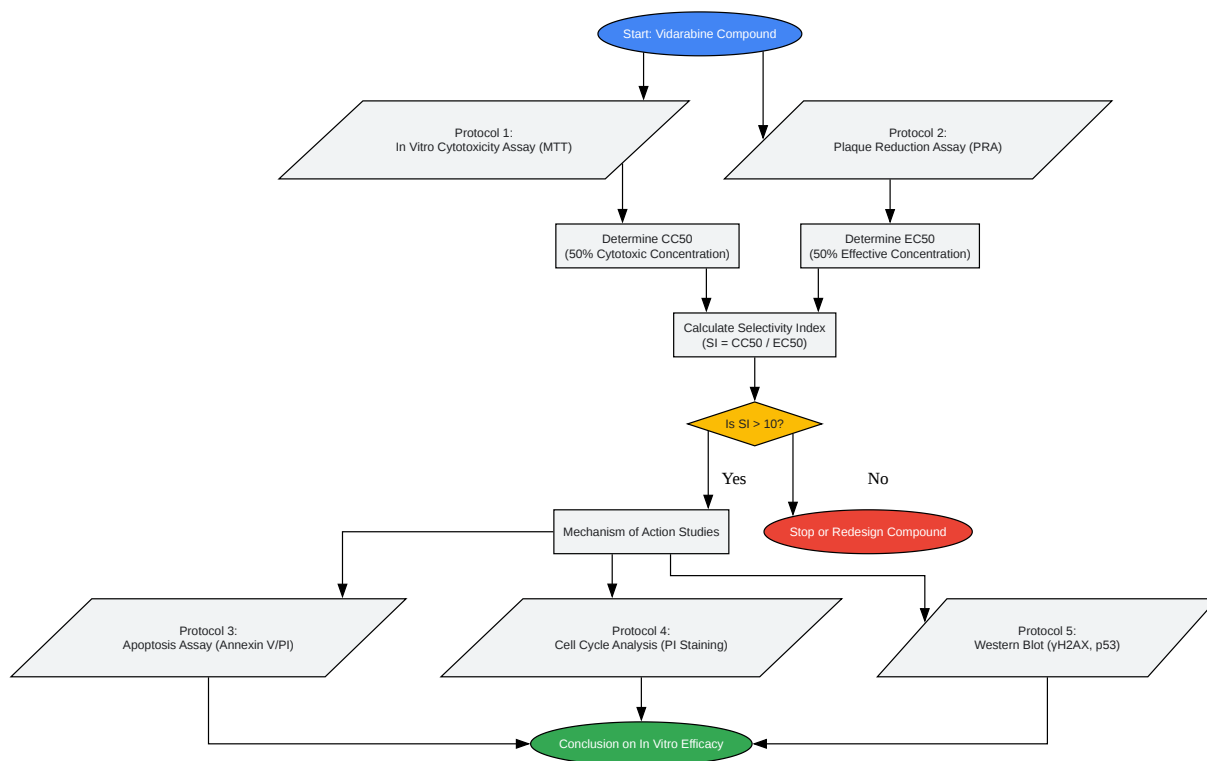 Start: Vidarabine Compound
Protocol 1:
In Vitro Cytotoxicity Assay (MTT)
Protocol 2:
Plaque Reduction Assay (PRA)
Determine CC50
(50% Cytotoxic Concentration)
Determine EC50
(50% Effective Concentration)
Calculate Selectivity Index
(SI = CC50 / EC50)
Is SI > 10?
Yes
No
Mechanism of Action Studies
Stop or Redesign Compound
Protocol 3:
Apoptosis Assay (Annexin V/PI)
Protocol 4:
Cell Cycle Analysis (PI Staining)
Protocol 5:
Western Blot (γH2AX, p53)
Conclusion on In Vitro Efficacy